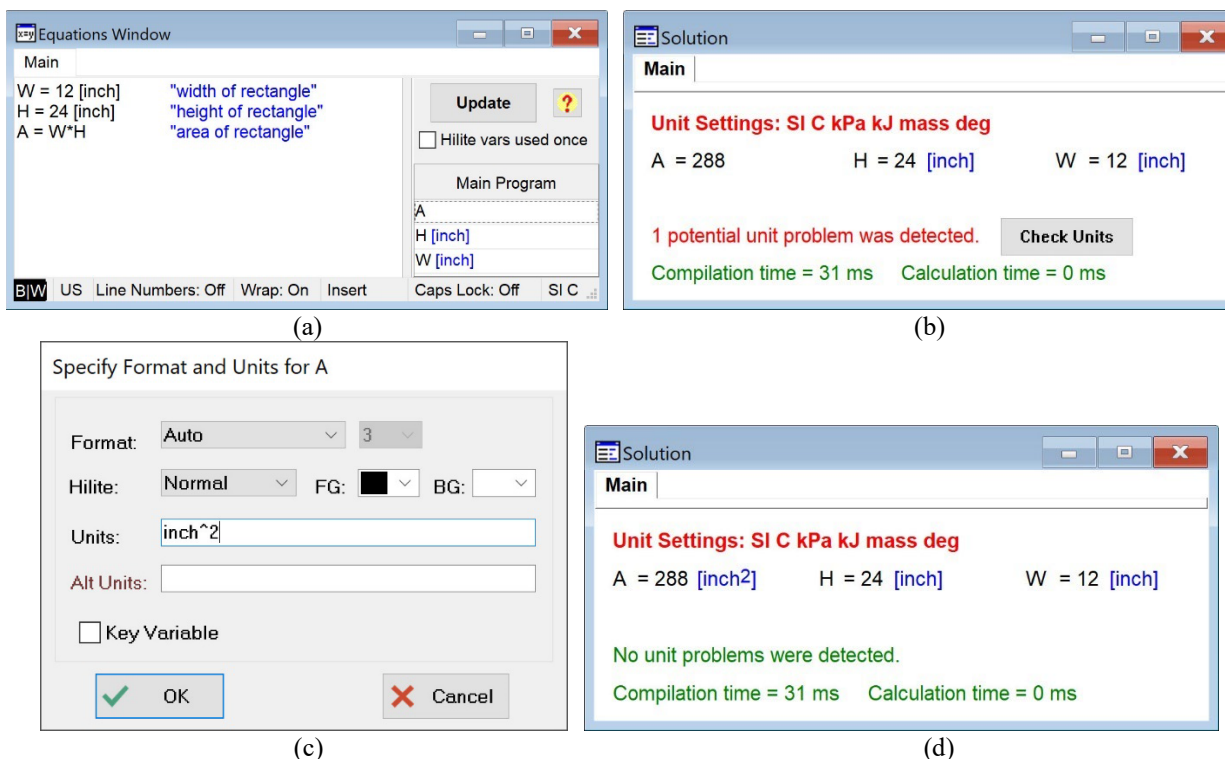 Equations Window
Main
W = 12 [inch] "width of rectangle"
H = 24 [inch] "height of rectangle"
A = W*H "area of rectangle"
Update ?
Hilite vars used once
Main Program
A
H [inch]
W [inch]
B|W US Line Numbers: Off Wrap: On Insert Caps Lock: Off SI C
(a)
Solution
Main
Unit Settings: SI C kPa kJ mass deg
A = 288 H = 24 [inch] W = 12 [inch]
1 potential unit problem was detected. Check Units
Compilation time = 31 ms Calculation time = 0 ms
(b)
Specify Format and Units for A
Format: Auto 3
Hilite: Normal FG: BG:
Units: inch^2
Alt Units:
Key Variable
OK Cancel
(c)
Solution
Main
Unit Settings: SI C kPa kJ mass deg
A = 288 [inch2] H = 24 [inch] W = 12 [inch]
No unit problems were detected.
Compilation time = 31 ms Calculation time = 0 ms
(d)